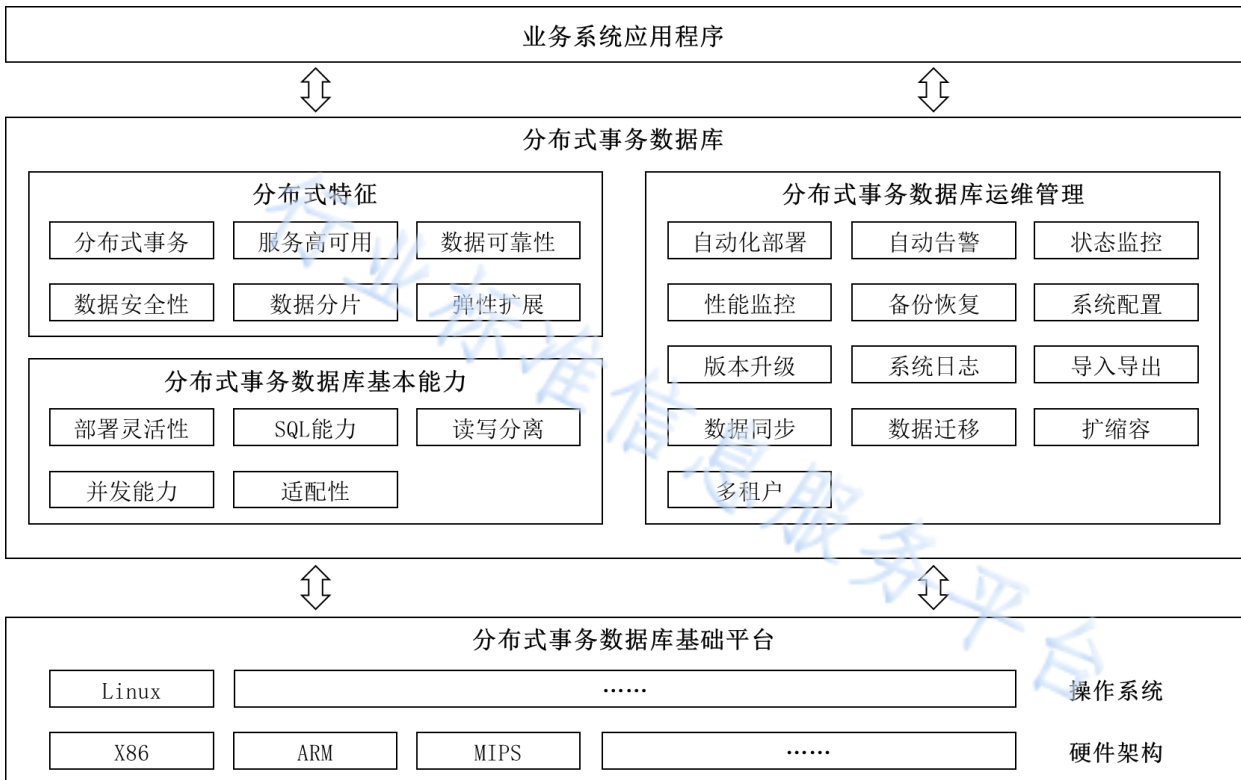 业务系统应用程序
分布式事务数据库
分布式特征
分布式事务 服务高可用 数据可靠性
数据安全性 数据分片 弹性扩展
分布式事务数据库基本能力
部署灵活性 SQL能力 读写分离
并发能力 适配性
分布式事务数据库运维管理
自动化部署 自动告警 状态监控
性能监控 备份恢复 系统配置
版本升级 系统日志 导入导出
数据同步 数据迁移 扩缩容
多租户
分布式事务数据库基础平台
Linux …… 操作系统
X86 ARM MIPS …… 硬件架构
行业标准信息服务平台